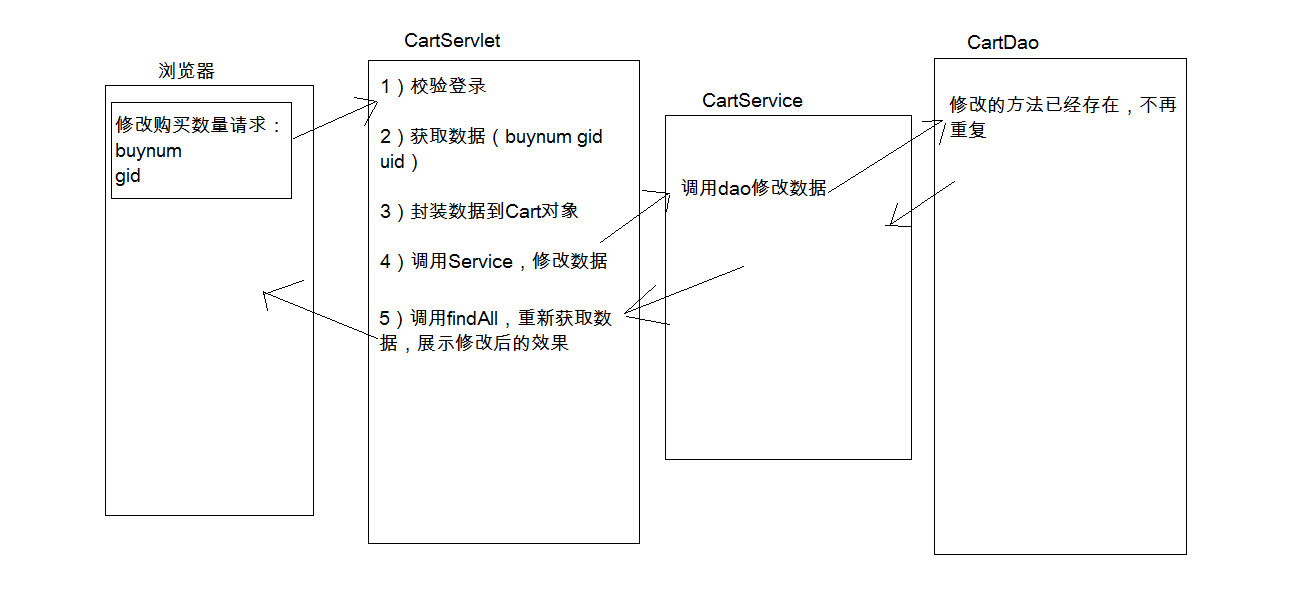 浏览器
修改购买数量请求：
buynum
gid
CartServlet
1）校验登录
2）获取数据（buynum gid
uid）
3）封装数据到Cart对象
4）调用Service，修改数据
5）调用findAll，重新获取数
据，展示修改后的效果
CartService
调用dao修改数据
CartDao
修改的方法已经存在，不再
重复